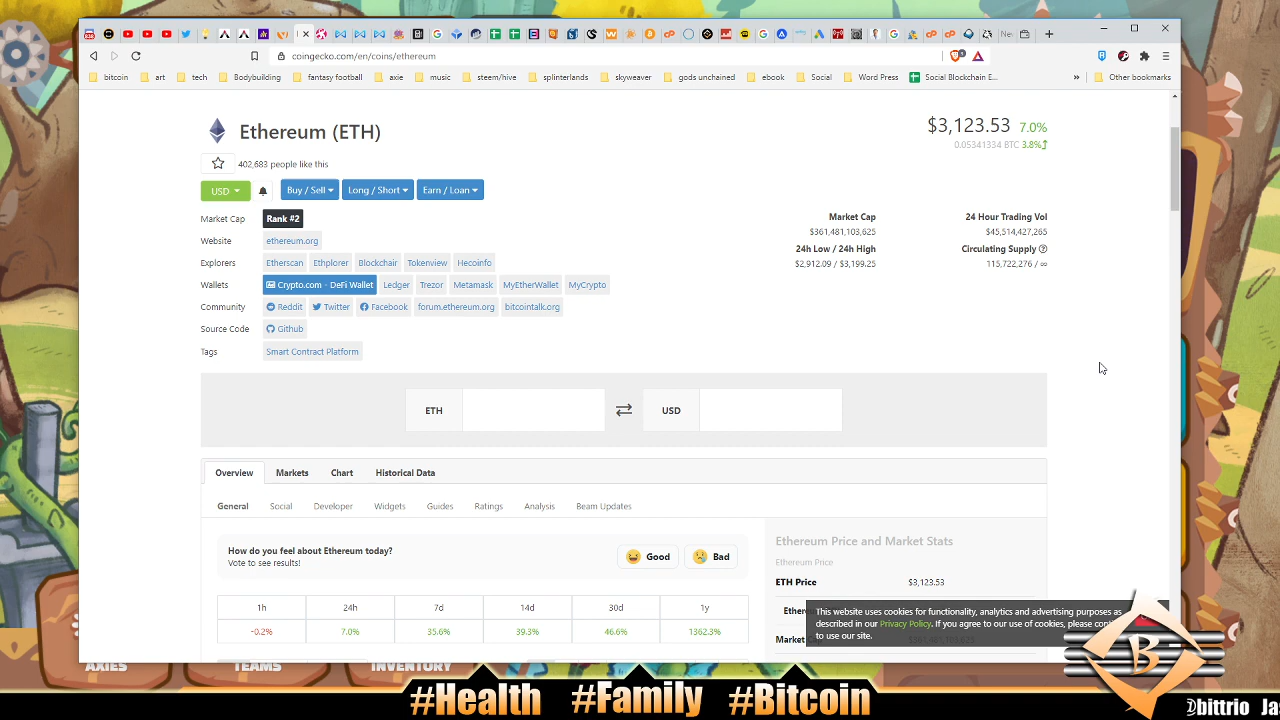 coingecko.com/en/coins/ethereum
bitcoin art tech Bodybuilding fantasy football axie music steem/hive splinterlands skyweaver gods unchained ebook Social Word Press Social Blockchain E... » Other bookmarks
Ethereum (ETH)
$3,123.53 7.0%
0.05341334 BTC 3.8%
402,683 people like this
USD Buy / Sell Long / Short Earn / Loan
Market Cap Rank #2
Website ethereum.org
Explorers Etherscan Ethplorer Blockchair Tokenview Hecoinfo
Wallets Crypto.com - DeFi Wallet Ledger Trezor Metamask MyEtherWallet MyCrypto
Community Reddit Twitter Facebook forum.ethereum.org bitcointalk.org
Source Code Github
Tags Smart Contract Platform
Market Cap 24 Hour Trading Vol
$361,481,103,625 $45,514,427,265
24h Low / 24h High Circulating Supply
$2,912.09 / $3,199.25 115,722,276 / ∞
ETH USD
Overview Markets Chart Historical Data
General Social Developer Widgets Guides Ratings Analysis Beam Updates
How do you feel about Ethereum today?
Vote to see results!
Good Bad
1h 24h 7d 14d 30d 1y
-0.2% 7.0% 35.6% 39.3% 46.6% 1362.3%
Ethereum Price and Market Stats
Ethereum Price
ETH Price $3,123.53
This website uses cookies for functionality, analytics and advertising purposes as
described in our Privacy Policy. If you agree to our use of cookies, please
to use our site.
AXIES TEAMS INVENTORY
#Health #Family #Bitcoin
B
Dbittrio